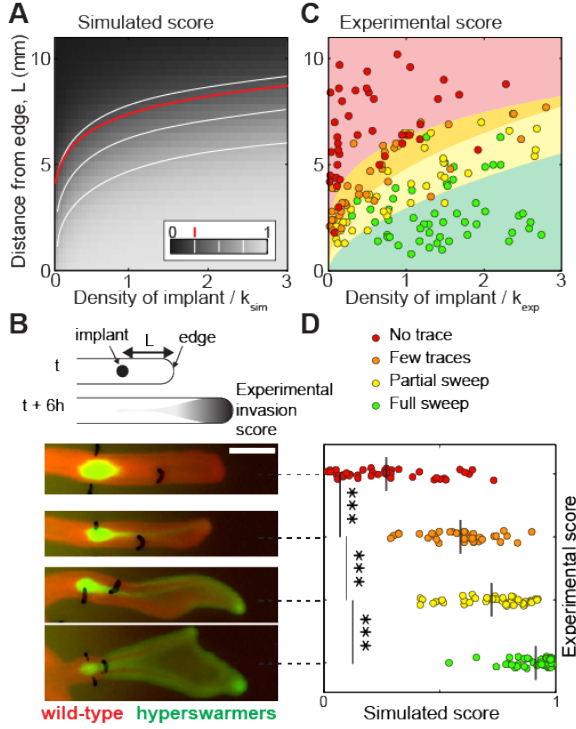 A
Simulated score
Distance from edge, L (mm)
10
5
0
0
1
0
1
2
3
Density of implant / k_sim
C
Experimental score
10
5
0
0
1
2
3
Density of implant / k_exp
B
implant
L
edge
t
t + 6h
Experimental
invasion
score
wild-type
hyperswarmers
D
No trace
Few traces
Partial sweep
Full sweep
***
***
***
Experimental score
0
1
Simulated score